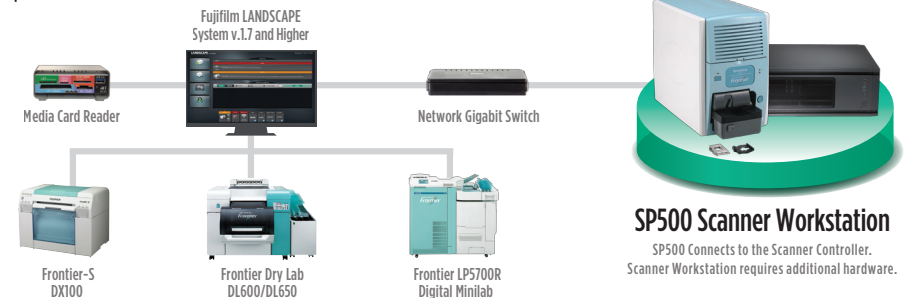 Fujifilm LANDSCAPE
System v.1.7 and Higher
Media Card Reader
Network Gigabit Switch
SP500 Scanner Workstation
SP500 Connects to the Scanner Controller.
Scanner Workstation requires additional hardware.
Frontier-S
DX100
Frontier Dry Lab
DL600/DL650
Frontier LP5700R
Digital Minilab